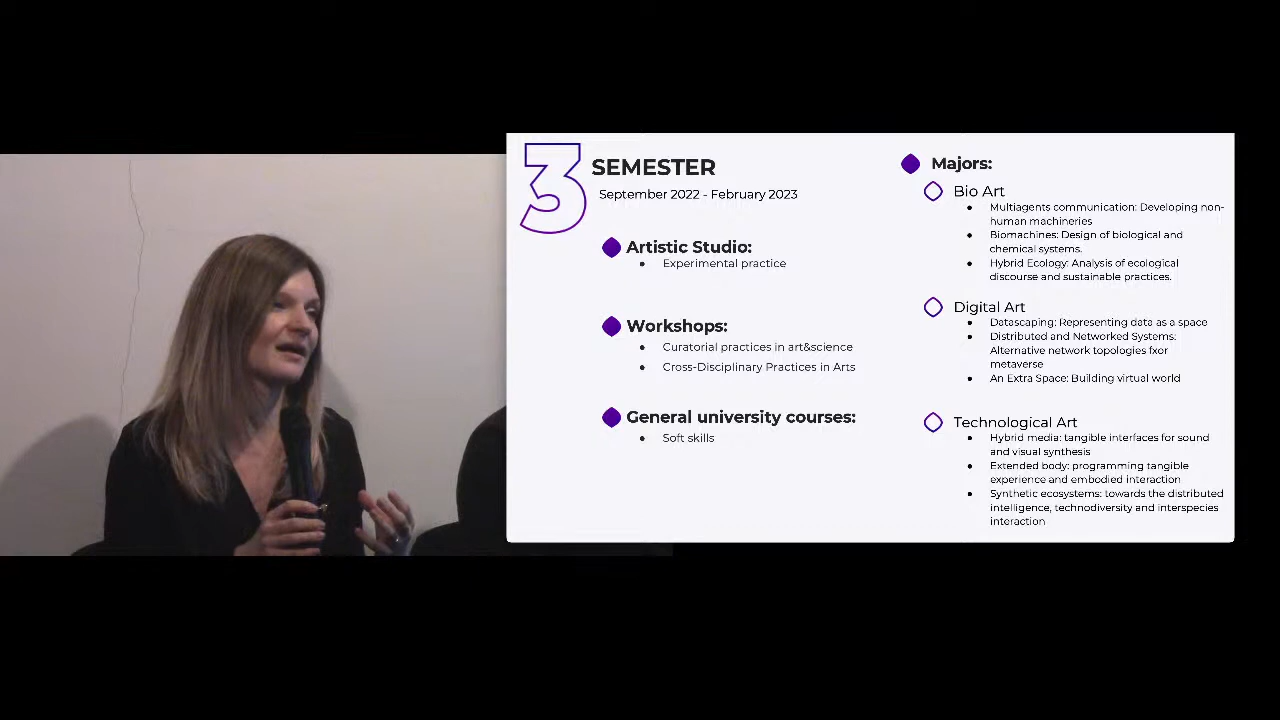 3
SEMESTER
September 2022 - February 2023
Artistic Studio:
Experimental practice
Workshops:
Curatorial practices in art&science
Cross-Disciplinary Practices in Arts
General university courses:
Soft skills
Majors:
Bio Art
Multiagents communication: Developing non-
human machineries
Biomachines: Design of biological and
chemical systems.
Hybrid Ecology: Analysis of ecological
discourse and sustainable practices.
Digital Art
Datascaping: Representing data as a space
Distributed and Networked Systems:
Alternative network topologies fxor
metaverse
An Extra Space: Building virtual world
Technological Art
Hybrid media: tangible interfaces for sound
and visual synthesis
Extended body: programming tangible
experience and embodied interaction
Synthetic ecosystems: towards the distributed
intelligence, technodiversity and interspecies
interaction